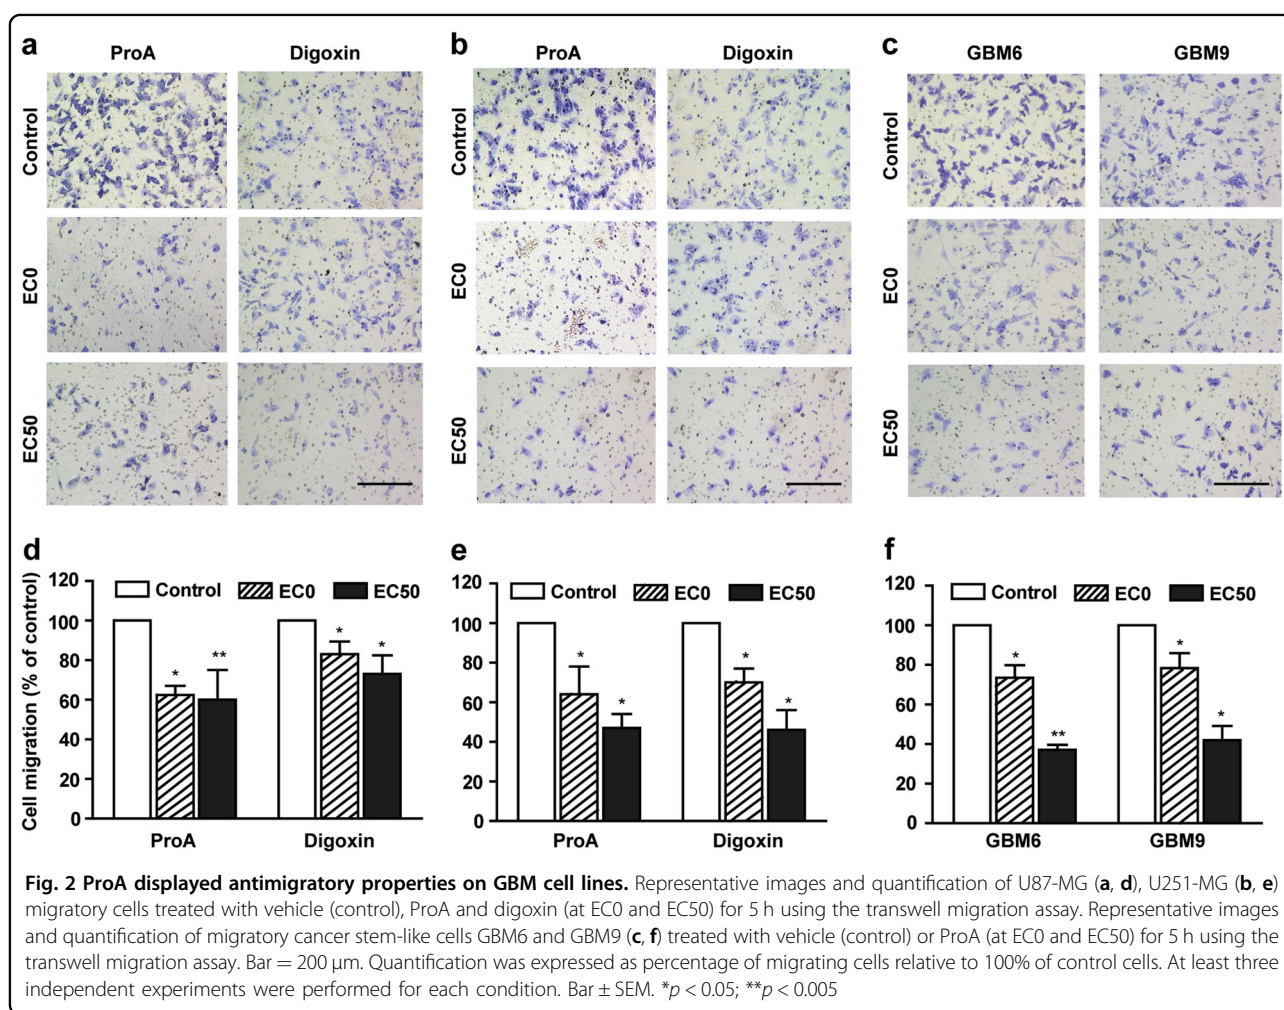 a
ProA
Digoxin
Control
EC0
EC50
b
ProA
Digoxin
Control
EC0
EC50
c
GBM6
GBM9
Control
EC0
EC50
d
Cell migration (% of control)
120
100
80
60
40
20
0
Control
EC0
EC50
*
**
*
*
ProA
Digoxin
e
120
100
80
60
40
20
0
Control
EC0
EC50
*
*
*
*
ProA
Digoxin
f
120
100
80
60
40
20
0
Control
EC0
EC50
*
**
*
*
GBM6
GBM9
Fig. 2 ProA displayed antimigratory properties on GBM cell lines. Representative images and quantification of U87-MG (a, d), U251-MG (b, e)
migratory cells treated with vehicle (control), ProA and digoxin (at EC0 and EC50) for 5 h using the transwell migration assay. Representative images
and quantification of migratory cancer stem-like cells GBM6 and GBM9 (c, f) treated with vehicle (control) or ProA (at EC0 and EC50) for 5 h using the
transwell migration assay. Bar = 200 μm. Quantification was expressed as percentage of migrating cells relative to 100% of control cells. At least three
independent experiments were performed for each condition. Bar ± SEM. *p < 0.05; **p < 0.005